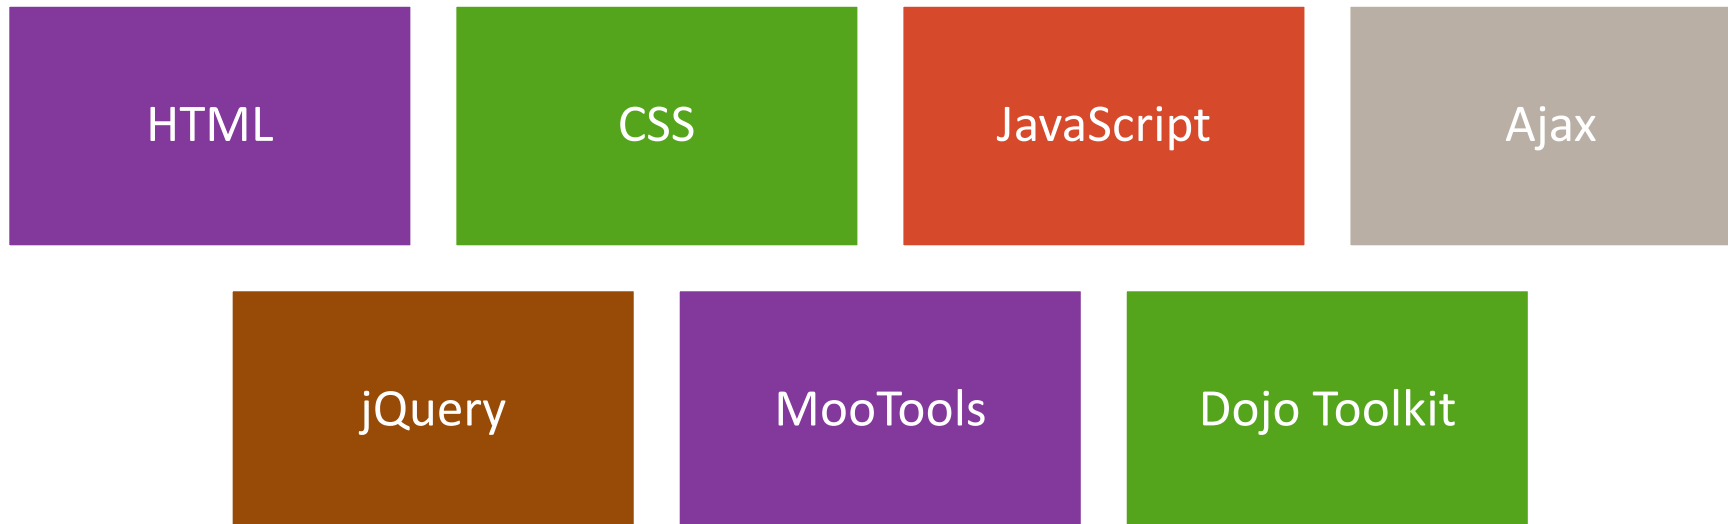 HTML
CSS
JavaScript
Ajax
jQuery
MooTools
Dojo Toolkit